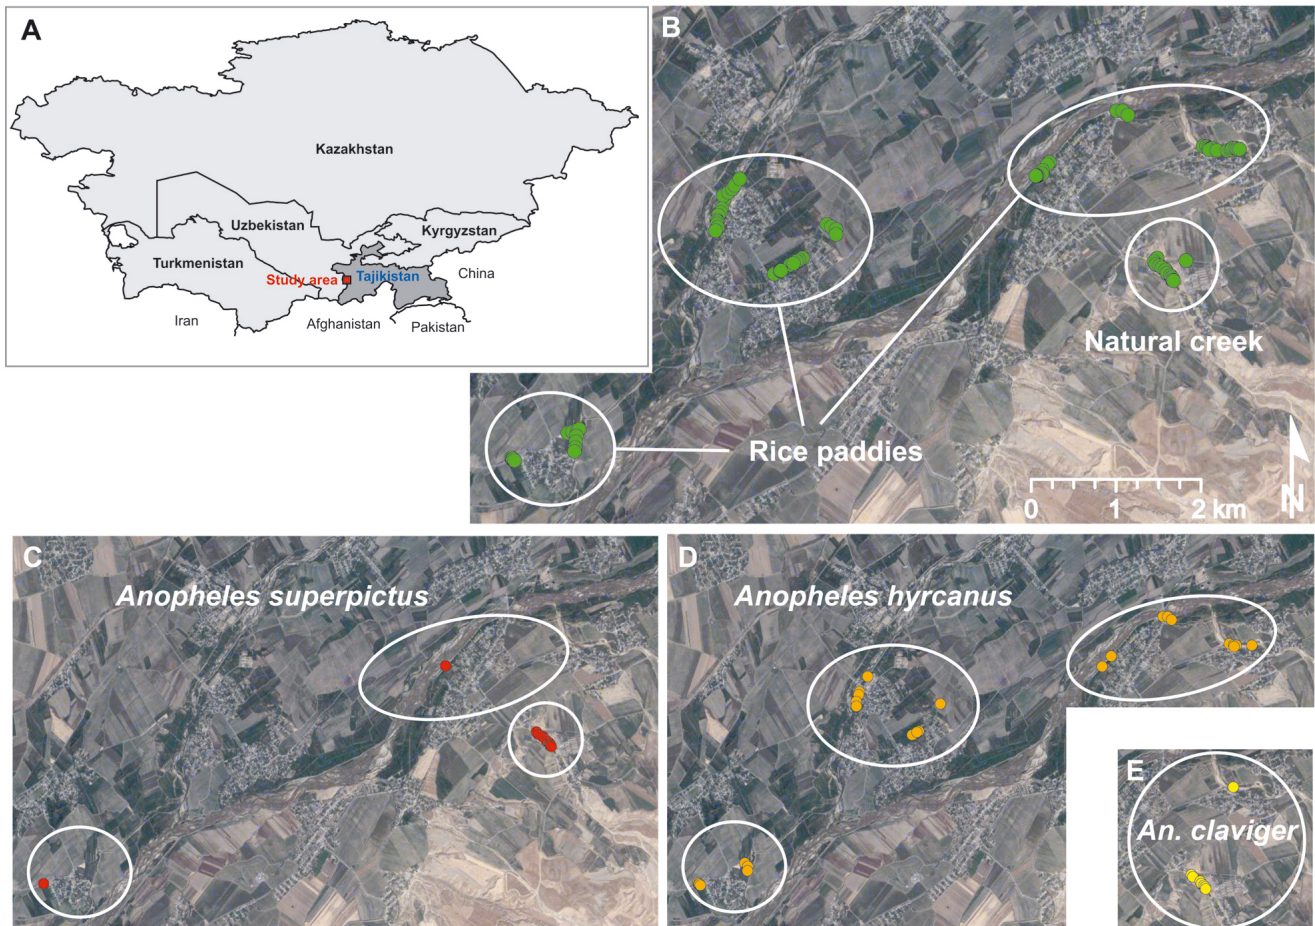 A
Kazakhstan
Uzbekistan
Kyrgyzstan
Turkmenistan
China
Study area
Tajikistan
Iran
Afghanistan
Pakistan
B
Natural creek
Rice paddies
0 1 2 km
N
C
Anopheles superpictus
D
Anopheles hyrcanus
E
An. claviger